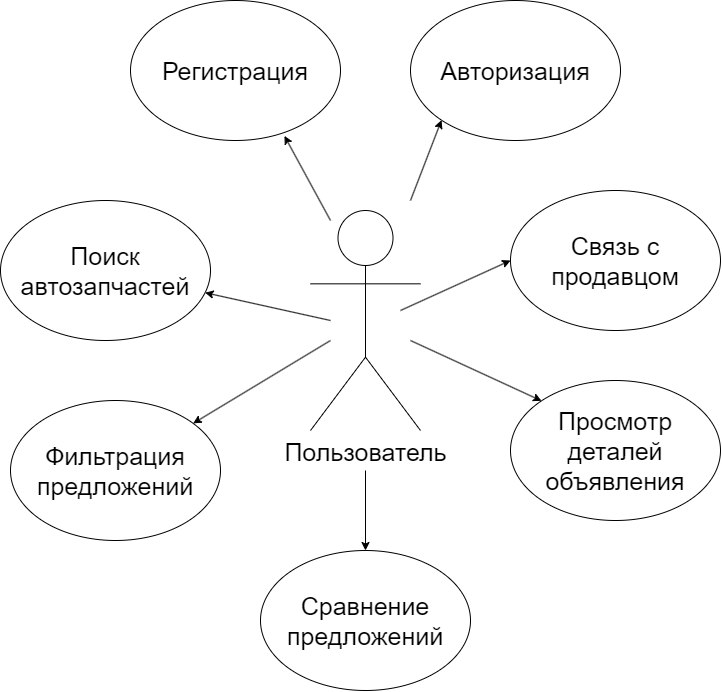 Регистрация
Авторизация
Поиск
автозапчастей
Связь с
продавцом
Фильтрация
предложений
Просмотр
деталей
объявления
Пользователь
Сравнение
предложений